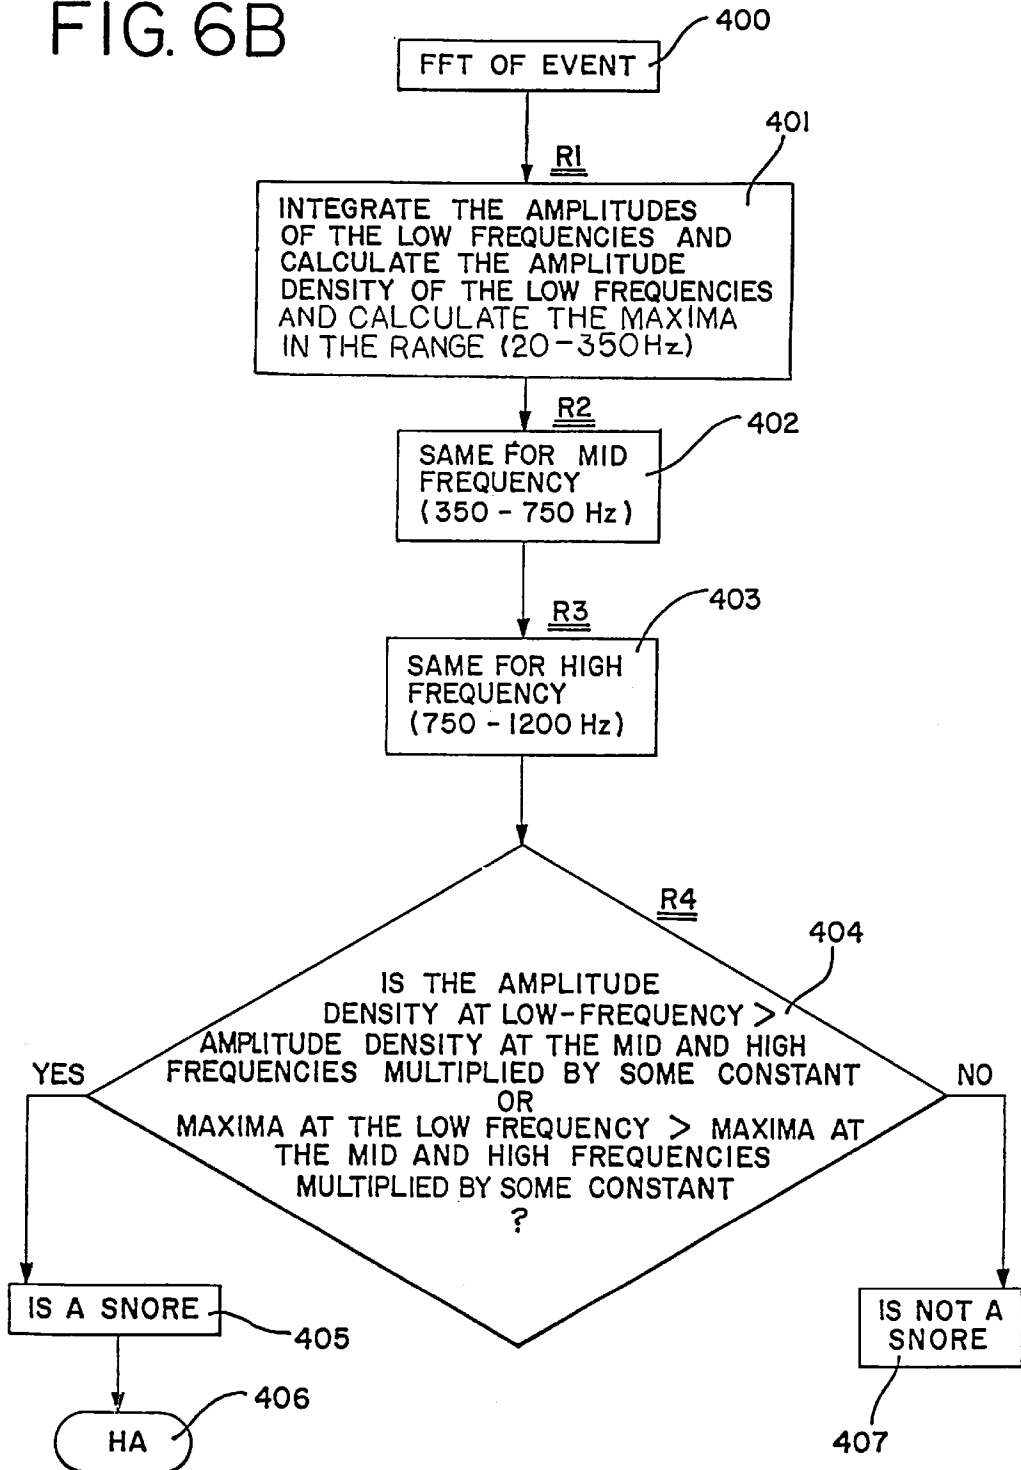 FIG. 6B
400
FFT OF EVENT
401
R1
INTEGRATE THE AMPLITUDES
OF THE LOW FREQUENCIES AND
CALCULATE THE AMPLITUDE
DENSITY OF THE LOW FREQUENCIES
AND CALCULATE THE MAXIMA
IN THE RANGE (20-350Hz)
R2
402
SAME FOR MID
FREQUENCY
(350 - 750 Hz)
R3
403
SAME FOR HIGH
FREQUENCY
(750 - 1200 Hz)
R4
404
IS THE AMPLITUDE
DENSITY AT LOW-FREQUENCY >
AMPLITUDE DENSITY AT THE MID AND HIGH
FREQUENCIES MULTIPLIED BY SOME CONSTANT
OR
MAXIMA AT THE LOW FREQUENCY > MAXIMA AT
THE MID AND HIGH FREQUENCIES
MULTIPLIED BY SOME CONSTANT
?
YES
NO
IS A SNORE
405
HA
406
IS NOT A
SNORE
407